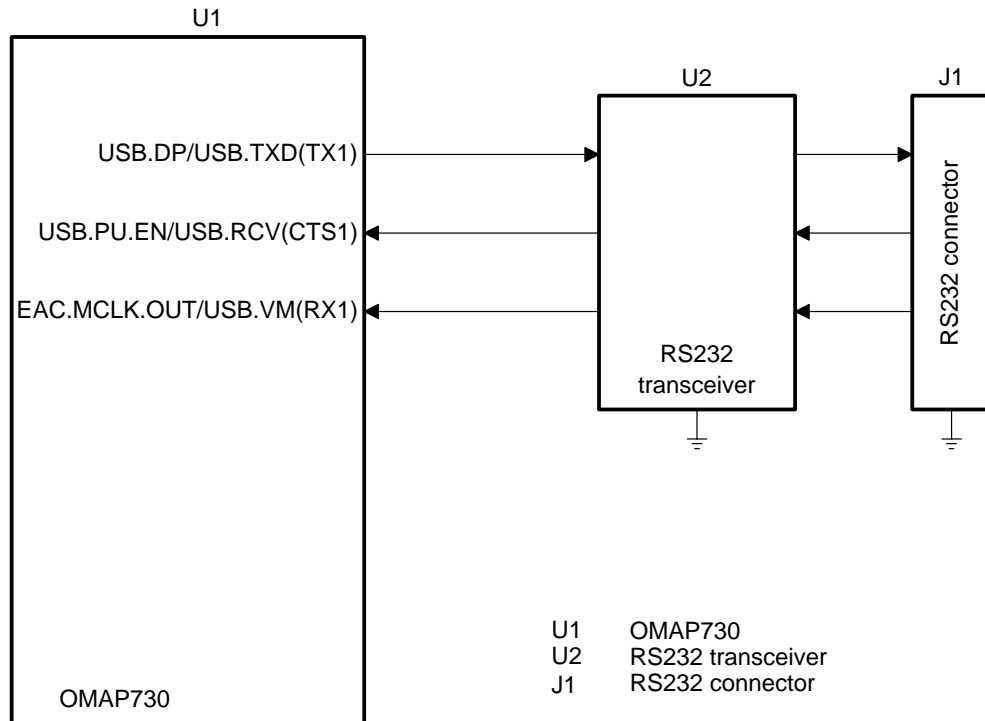 U1
U2
J1
USB.DP/USB.TXD(TX1)
USB.PU.EN/USB.RCV(CTS1)
EAC.MCLK.OUT/USB.VM(RX1)
RS232
transceiver
RS232 connector
U1 OMAP730
U2 RS232 transceiver
J1 RS232 connector
OMAP730